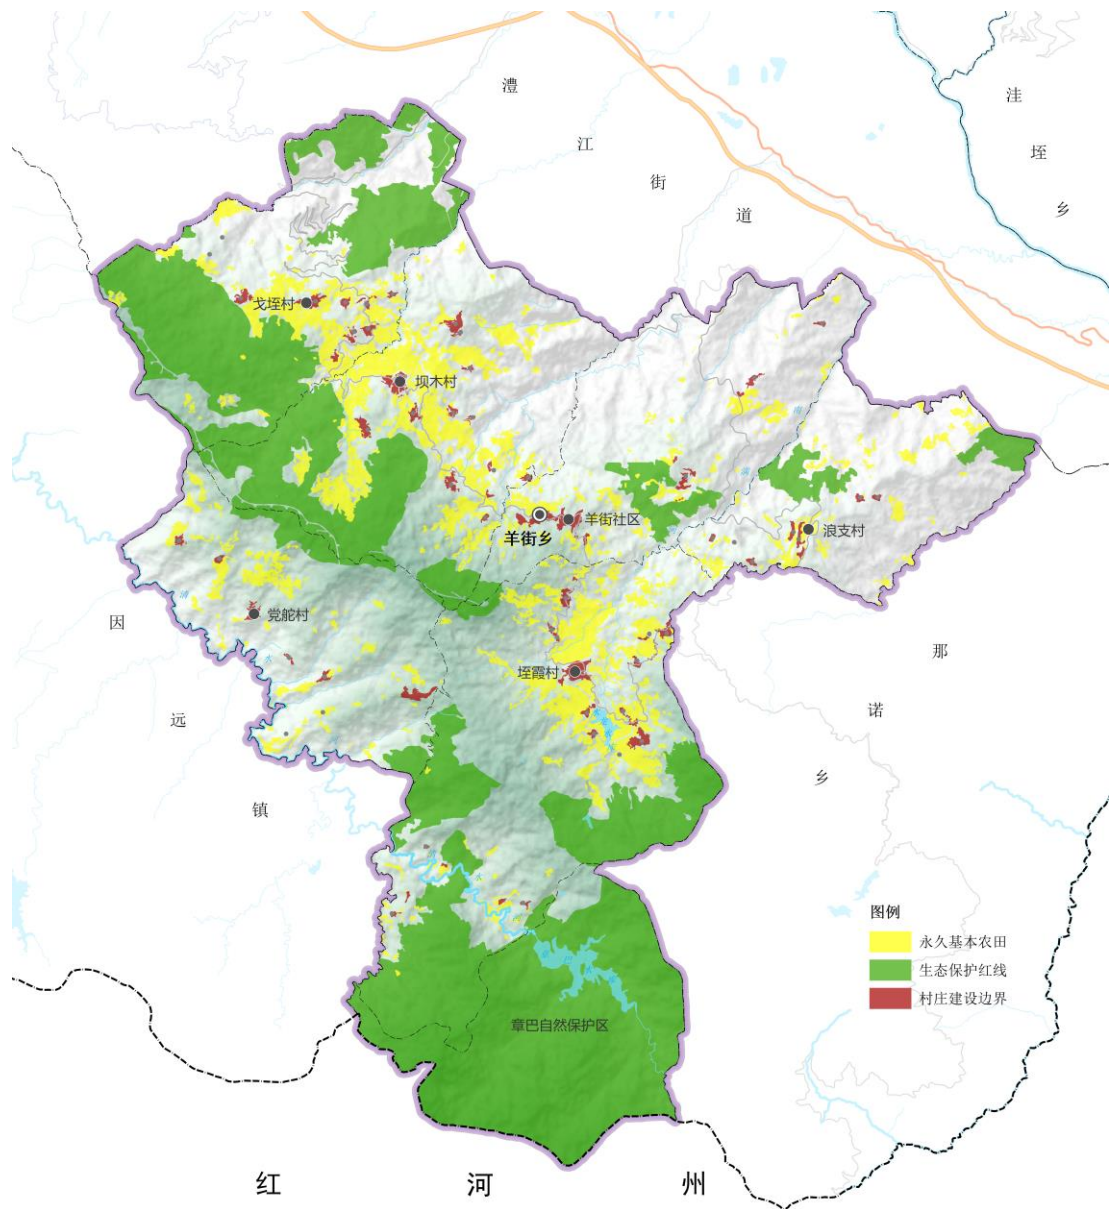 澧江街道
洼垤乡
戈垤村
坝木村
羊街社区
羊街乡
浪支村
党舵村
垤霞村
因远镇
那诺乡
章巴自然保护区
图例
永久基本农田
生态保护红线
村庄建设边界
红河州